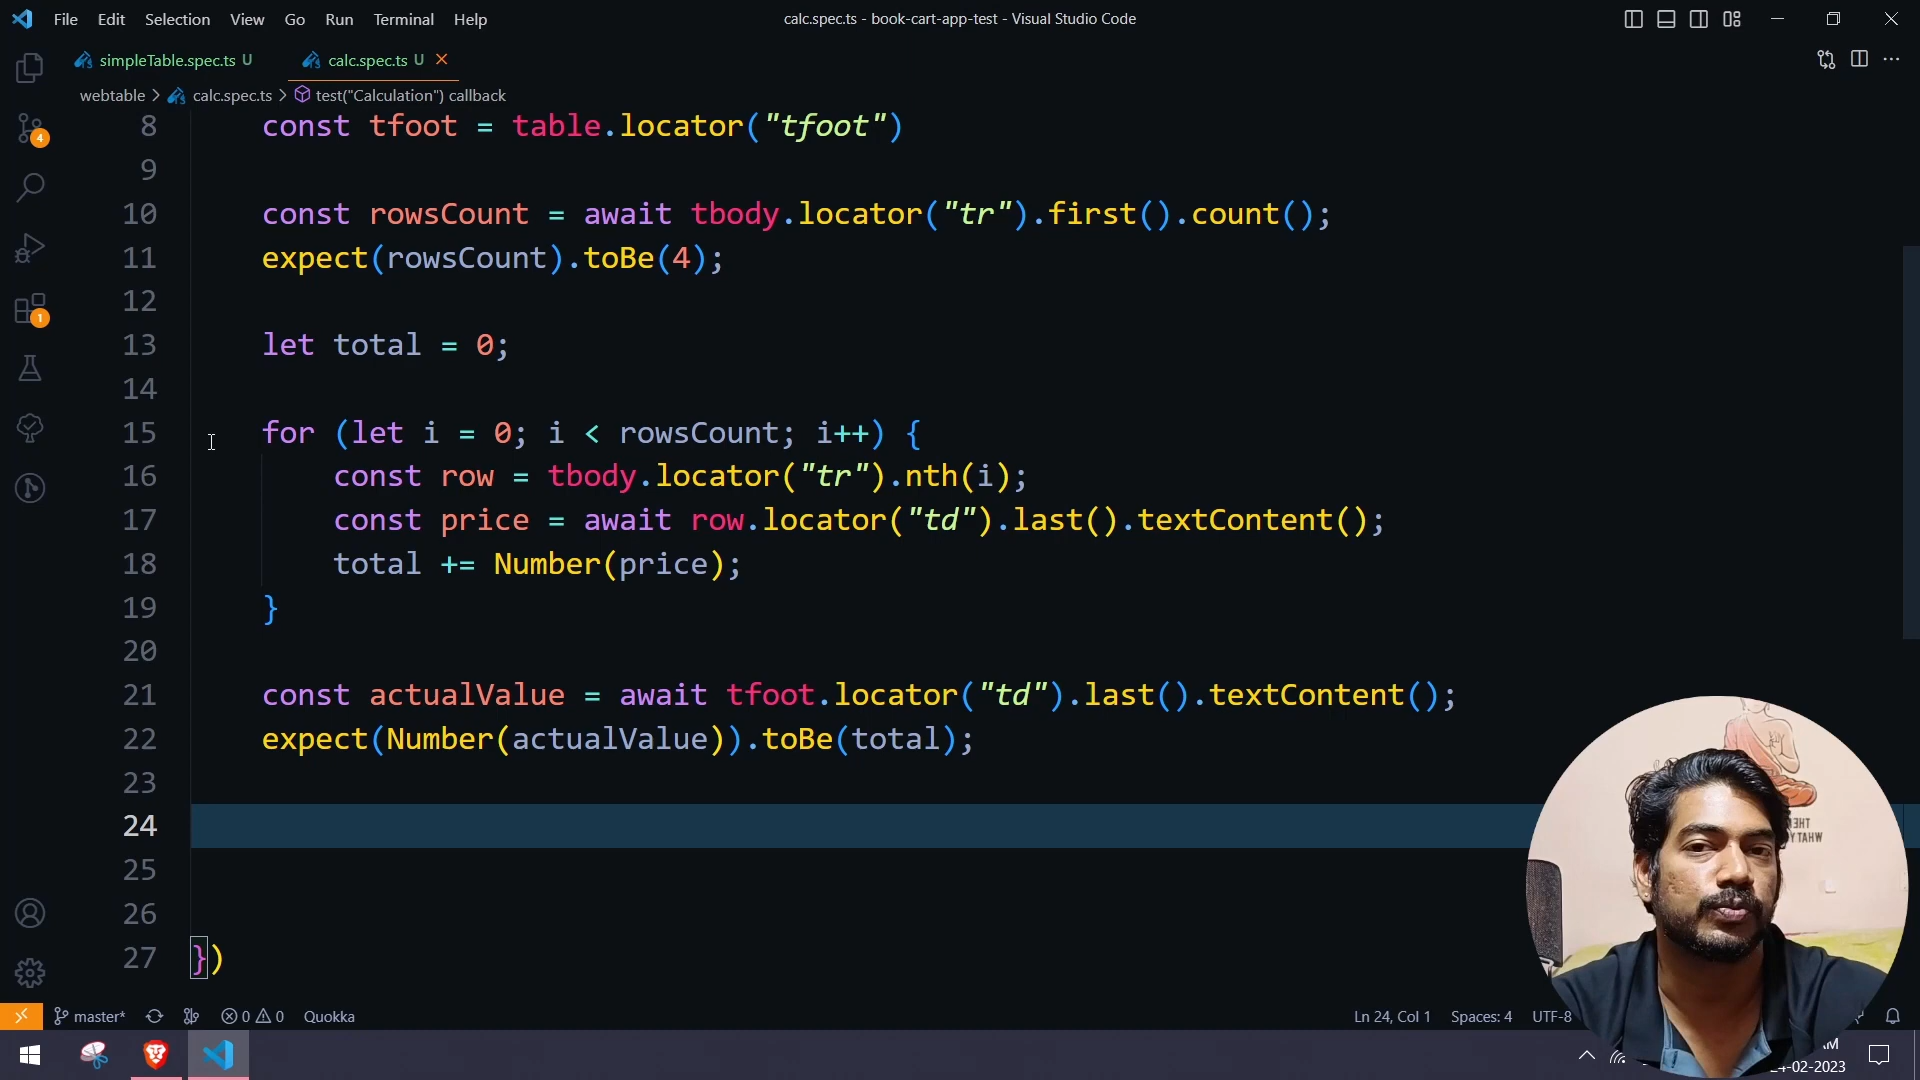 File Edit Selection View Go Run Terminal Help
calc.spec.ts - book-cart-app-test - Visual Studio Code
simpleTable.spec.ts U
calc.spec.ts U
webtable > calc.spec.ts > test("Calculation") callback
8 const tfoot = table.locator("tfoot")
9
10 const rowsCount = await tbody.locator("tr").first().count();
11 expect(rowsCount).toBe(4);
12
13 let total = 0;
14
15 for (let i = 0; i < rowsCount; i++) {
16 const row = tbody.locator("tr").nth(i);
17 const price = await row.locator("td").last().textContent();
18 total += Number(price);
19 }
20
21 const actualValue = await tfoot.locator("td").last().textContent();
22 expect(Number(actualValue)).toBe(total);
23
24
25
26
27 })
4
1
master* 0 0 Quokka
Ln 24, Col 1 Spaces: 4 UTF-8